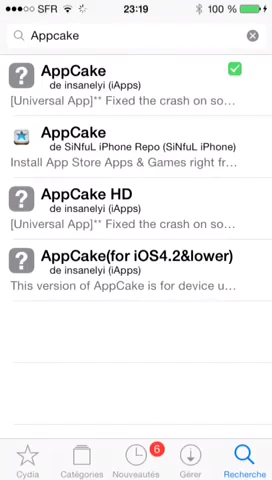 SFR 23:19 100 %
Appcake
AppCake
de insanelyi (iApps)
[Universal App]** Fixed the crash on so…
AppCake
de SiNfuL iPhone Repo (SiNfuL iPhone)
Install App Store Apps & Games right fr…
AppCake HD
de insanelyi (iApps)
[Universal App]** Fixed the crash on so…
AppCake(for iOS4.2&lower)
de insanelyi (iApps)
This version of AppCake is for device u…
6
Cydia Catégories Nouveautés Gérer Recherche